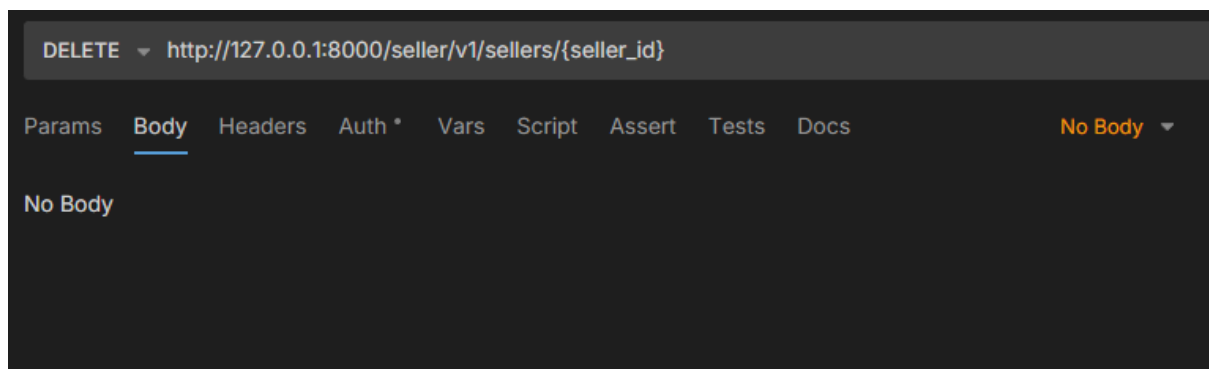 DELETE http://127.0.0.1:8000/seller/v1/sellers/{seller_id}
Params Body Headers Auth Vars Script Assert Tests Docs No Body
No Body